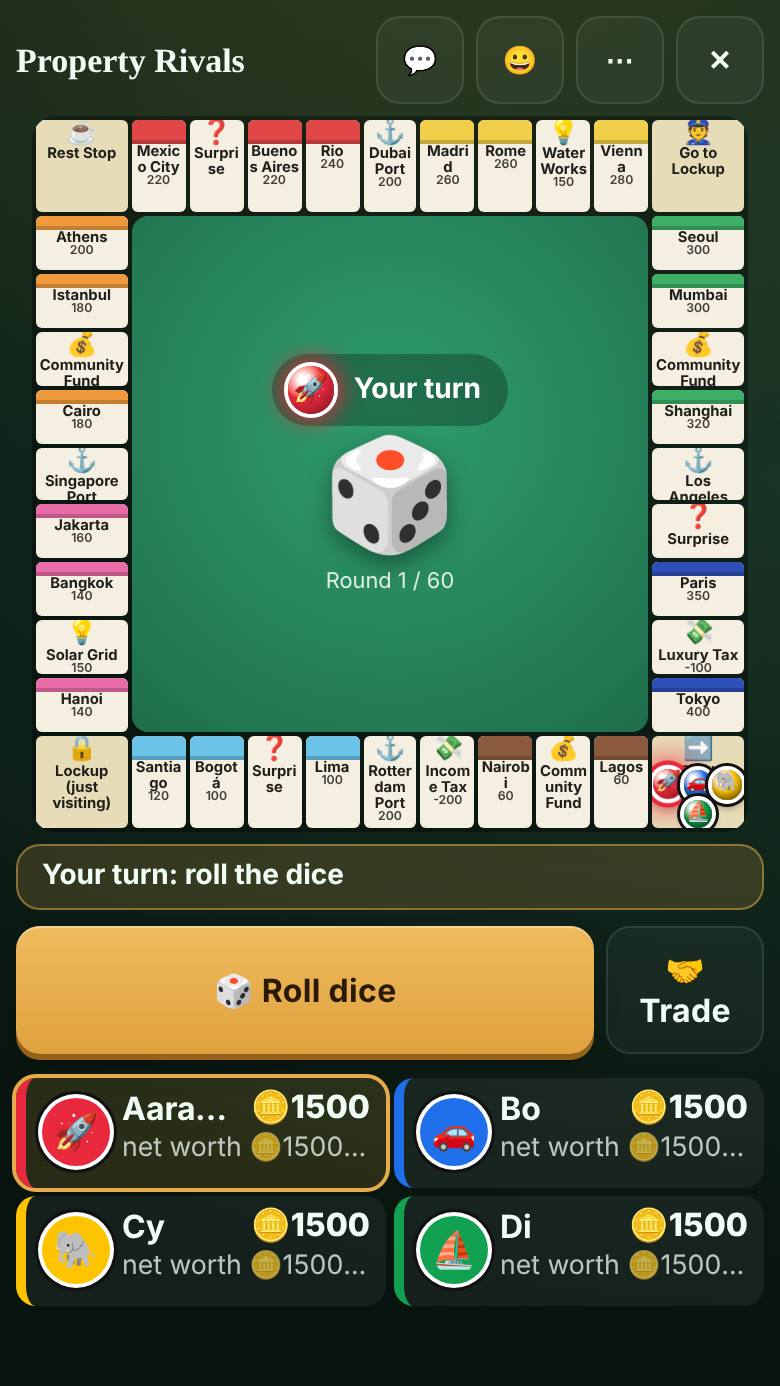 Property Rivals
Rest Stop
Mexic
o City
220
Surpri
se
Bueno
s Aires
220
Rio
240
Dubai
Port
200
Madri
d
260
Rome
260
Water
Works
150
Vienn
a
280
Go to
Lockup
Athens
200
Seoul
300
Istanbul
180
Mumbai
300
Community
Fund
Community
Fund
Cairo
180
Shanghai
320
Singapore
Port
Los
Angeles
Jakarta
160
Surprise
Bangkok
140
Paris
350
Solar Grid
150
Luxury Tax
-100
Hanoi
140
Tokyo
400
Your turn
Round 1 / 60
Lockup
(just
visiting)
Santia
go
120
Bogot
á
100
Surpri
se
Lima
100
Rotter
dam
Port
200
Incom
e Tax
-200
Nairob
i
60
Comm
unity
Fund
Lagos
60
Your turn: roll the dice
Roll dice
Trade
Aara... 1500
net worth 1500...
Bo 1500
net worth 1500...
Cy 1500
net worth 1500...
Di 1500
net worth 1500...